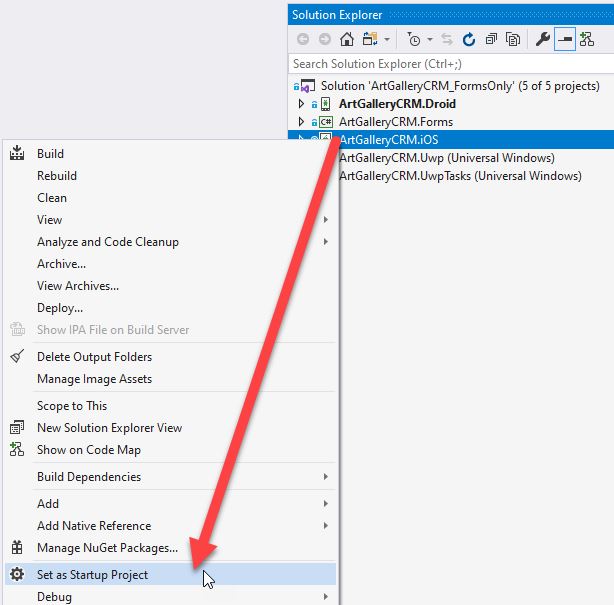 Solution Explorer
Search Solution Explorer (Ctrl+;)
Solution 'ArtGalleryCRM_FormsOnly' (5 of 5 projects)
ArtGalleryCRM.Droid
C# ArtGalleryCRM.Forms
ArtGalleryCRM.iOS
ArtGalleryCRM.Uwp (Universal Windows)
ArtGalleryCRM.UwpTasks (Universal Windows)
Build
Rebuild
Clean
View
Analyze and Code Cleanup
Archive...
View Archives...
Deploy...
Show IPA File on Build Server
Delete Output Folders
Manage Image Assets
Scope to This
New Solution Explorer View
Show on Code Map
Build Dependencies
Add
Add Native Reference
Manage NuGet Packages...
Set as Startup Project
Debug